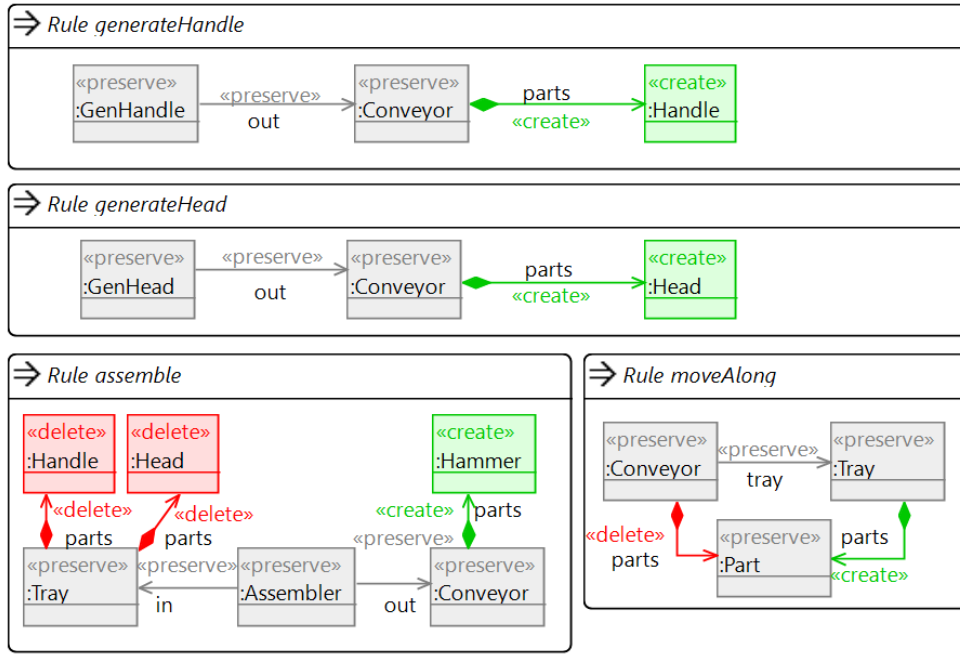 Rule generateHandle
«preserve» «preserve» «preserve» parts «create»
:GenHandle out :Conveyor «create» :Handle
Rule generateHead
«preserve» «preserve» «preserve» parts «create»
:GenHead out :Conveyor «create» :Head
Rule assemble
«delete» «delete» «create»
:Handle :Head :Hammer
«delete» «delete» «create» parts
parts parts «preserve»
«preserve» «preserve» «preserve» «preserve»
:Tray in :Assembler out :Conveyor
Rule moveAlong
«preserve» «preserve» «preserve»
:Conveyor tray :Tray
«delete» «preserve» parts
parts :Part «create»